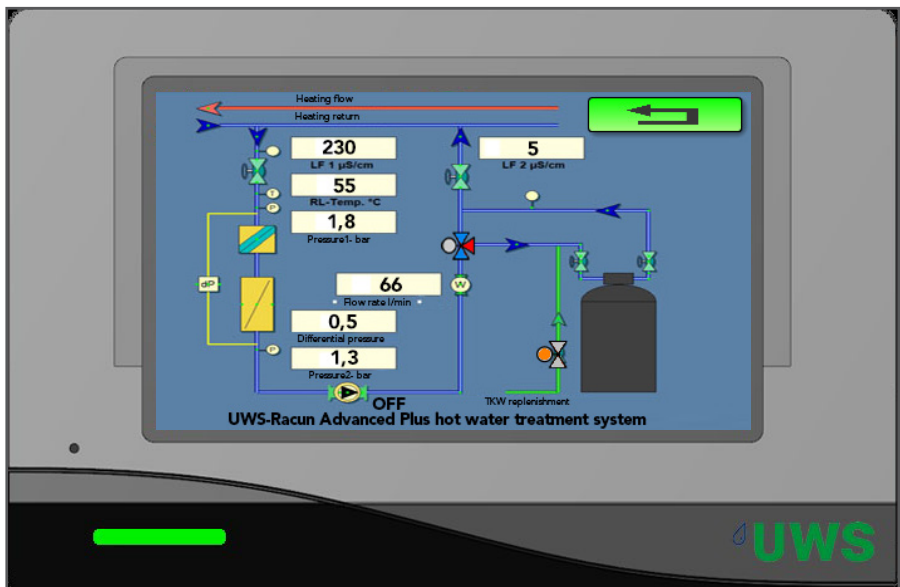 Heating flow
Heating return
230
LF 1 µS/cm
5
LF 2 µS/cm
55
RL-Temp. °C
T
P
1,8
Pressure1- bar
dP
66
W
Flow rate l/min
0,5
Differential pressure
P
1,3
Pressure2- bar
OFF
TKW replenishment
UWS-Racun Advanced Plus hot water treatment system
UWS